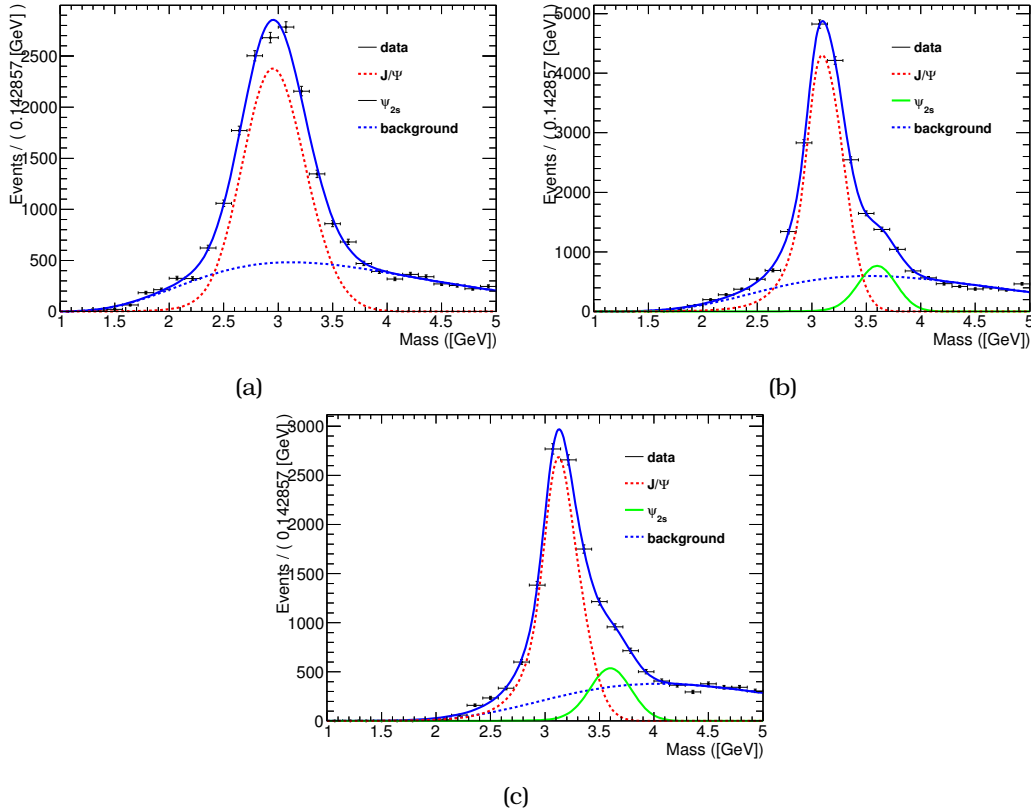 Events / ( 0.142857 [GeV] )
2500
2000
1500
1000
500
0
1 1.5 2 2.5 3 3.5 4 4.5 5
Mass ([GeV])
data
J/Ψ
ψ2s
background
(a)
Events / ( 0.142857 [GeV] )
5000
4000
3000
2000
1000
0
1 1.5 2 2.5 3 3.5 4 4.5 5
Mass ([GeV])
data
J/Ψ
ψ2s
background
(b)
Events / ( 0.142857 [GeV] )
3000
2500
2000
1500
1000
500
0
1 1.5 2 2.5 3 3.5 4 4.5 5
Mass ([GeV])
data
J/Ψ
ψ2s
background
(c)